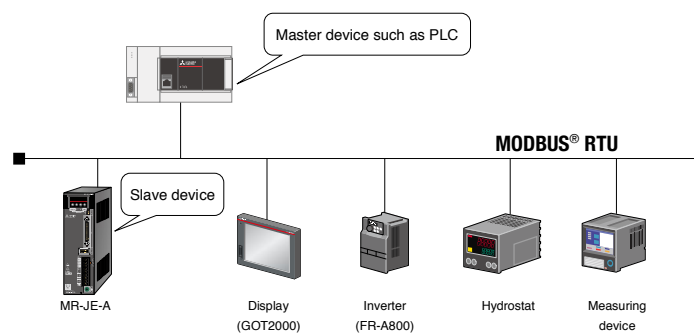 Master device such as PLC
MODBUS® RTU
Slave device
MR-JE-A
Display
(GOT2000)
Inverter
(FR-A800)
Hydrostat
Measuring
device